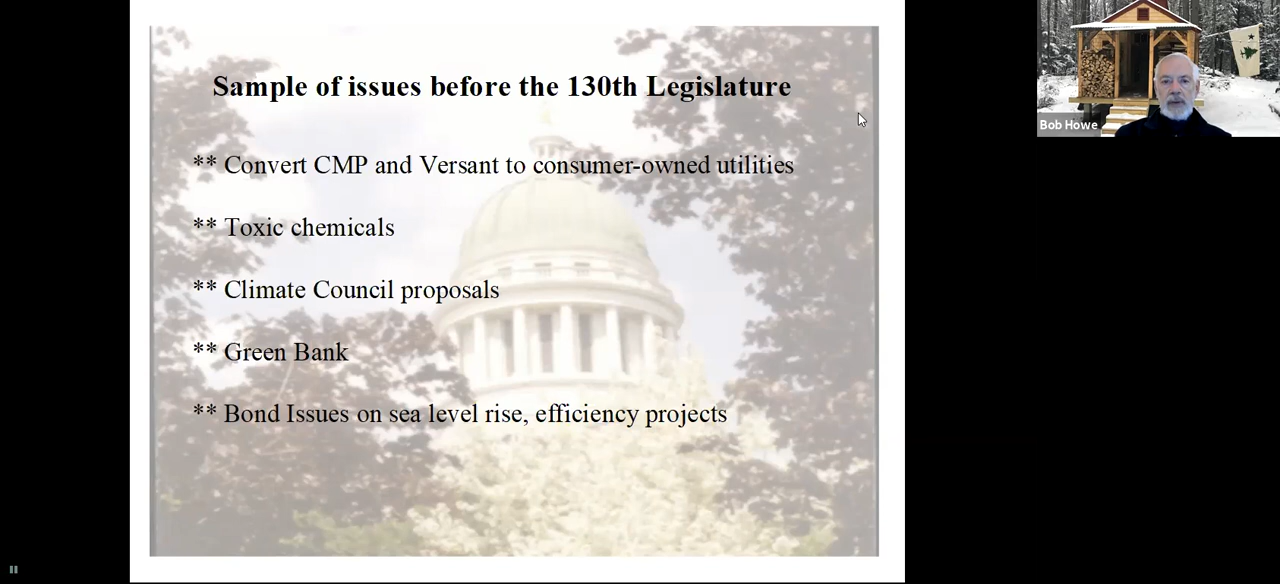 Sample of issues before the 130th Legislature
** Convert CMP and Versant to consumer-owned utilities
** Toxic chemicals
** Climate Council proposals
** Green Bank
** Bond Issues on sea level rise, efficiency projects
Bob Howe